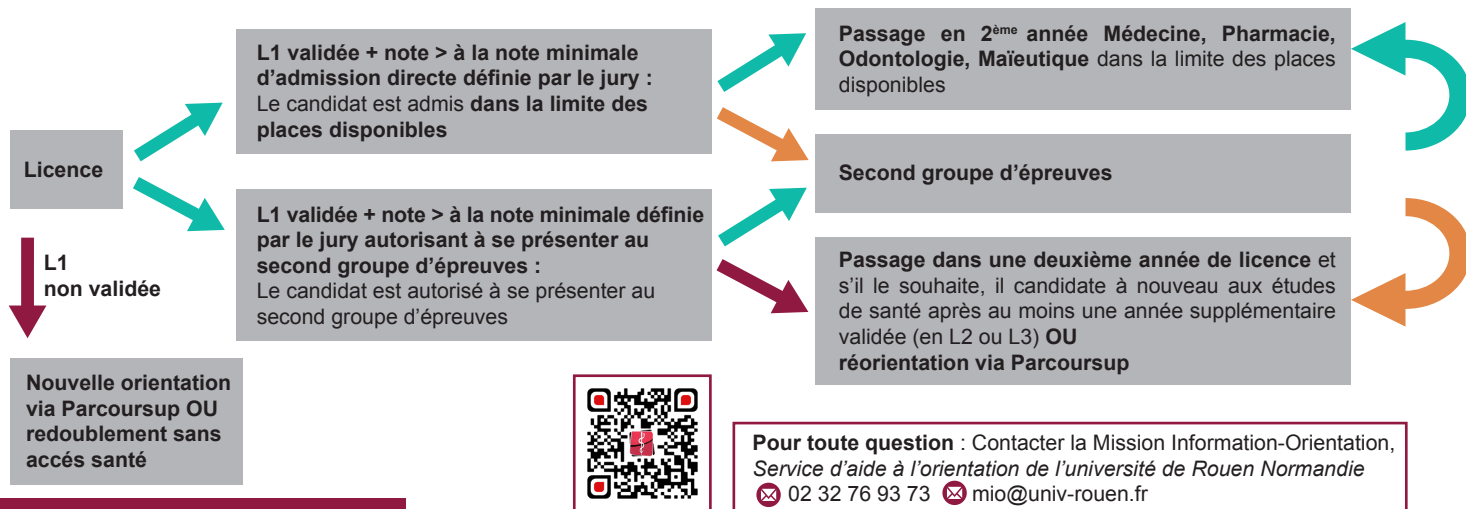 Licence
L1
non validée
Nouvelle orientation
via Parcoursup OU
redoublement sans
accés santé
L1 validée + note > à la note minimale
d'admission directe définie par le jury :
Le candidat est admis dans la limite des
places disponibles
L1 validée + note > à la note minimale définie
par le jury autorisant à se présenter au
second groupe d'épreuves :
Le candidat est autorisé à se présenter au
second groupe d'épreuves
Passage en 2ème année Médecine, Pharmacie,
Odontologie, Maïeutique dans la limite des places
disponibles
Second groupe d'épreuves
Passage dans une deuxième année de licence et
s'il le souhaite, il candidate à nouveau aux études
de santé après au moins une année supplémentaire
validée (en L2 ou L3) OU
réorientation via Parcoursup
Pour toute question : Contacter la Mission Information-Orientation,
Service d'aide à l'orientation de l'université de Rouen Normandie
02 32 76 93 73 mio@univ-rouen.fr